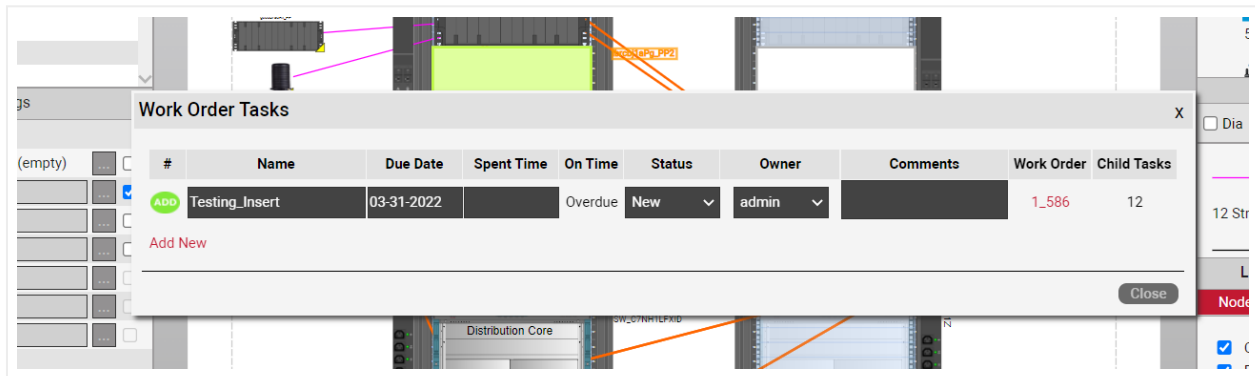 Work Order Tasks X
# Name Due Date Spent Time On Time Status Owner Comments Work Order Child Tasks
ADD Testing_Insert 03-31-2022 Overdue New admin 1_586 12
Add New
Close
gs
(empty)
...
...
...
...
...
...
...
Distribution Core
Dia
12 Str
L
Node